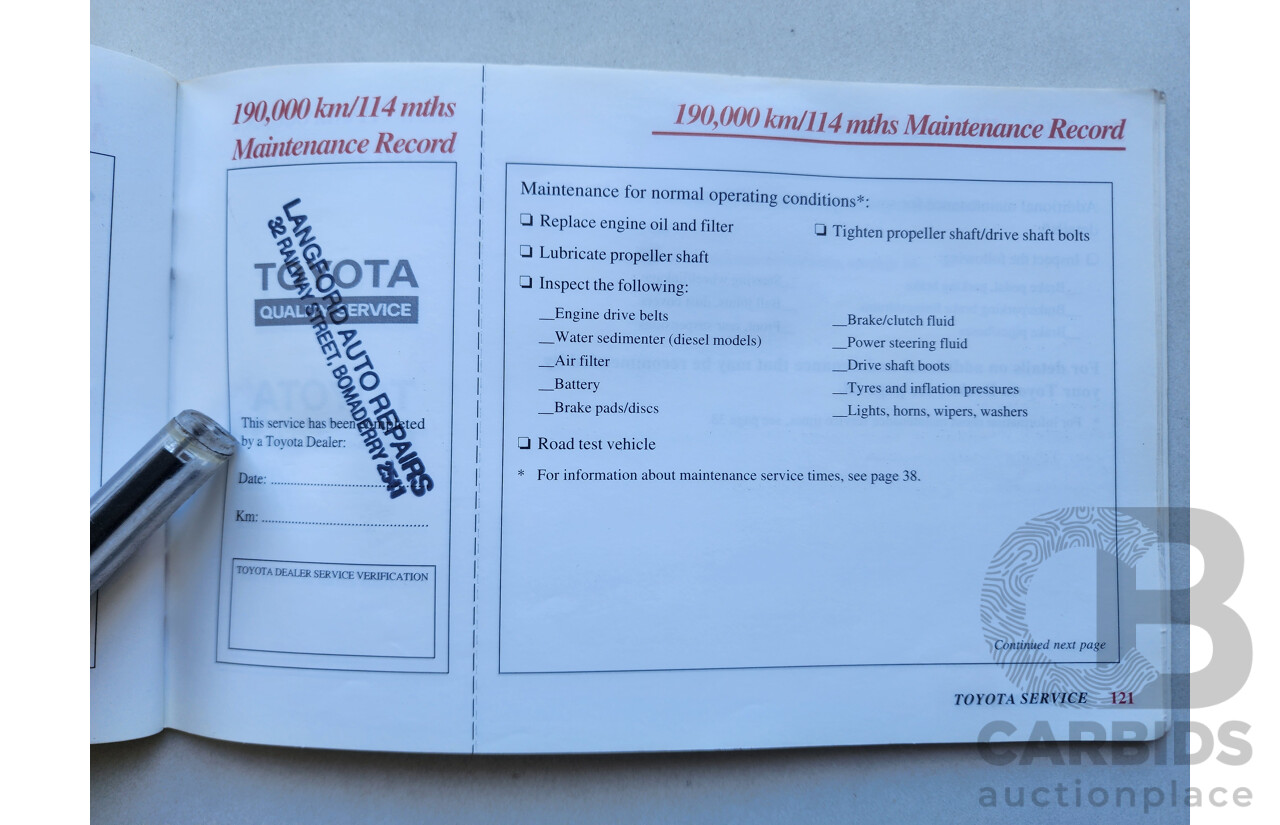 190,000 km/114 mths
Maintenance Record
LANGFORD AUTO REPAIRS
32 RAILWAY STREET, BOMADERRY 2541
TOYOTA
QUALITY SERVICE
This service has been completed
by a Toyota Dealer:
Date:
Km:
TOYOTA DEALER SERVICE VERIFICATION
190,000 km/114 mths Maintenance Record
Maintenance for normal operating conditions*:
❏ Replace engine oil and filter
❏ Lubricate propeller shaft
❏ Inspect the following:
__Engine drive belts
__Water sedimenter (diesel models)
__Air filter
__Battery
__Brake pads/discs
❏ Tighten propeller shaft/drive shaft bolts
__Brake/clutch fluid
__Power steering fluid
__Drive shaft boots
__Tyres and inflation pressures
__Lights, horns, wipers, washers
❏ Road test vehicle
* For information about maintenance service times, see page 38.
Continued next page
TOYOTA SERVICE 121
CB
CARBIDS
auctionplace